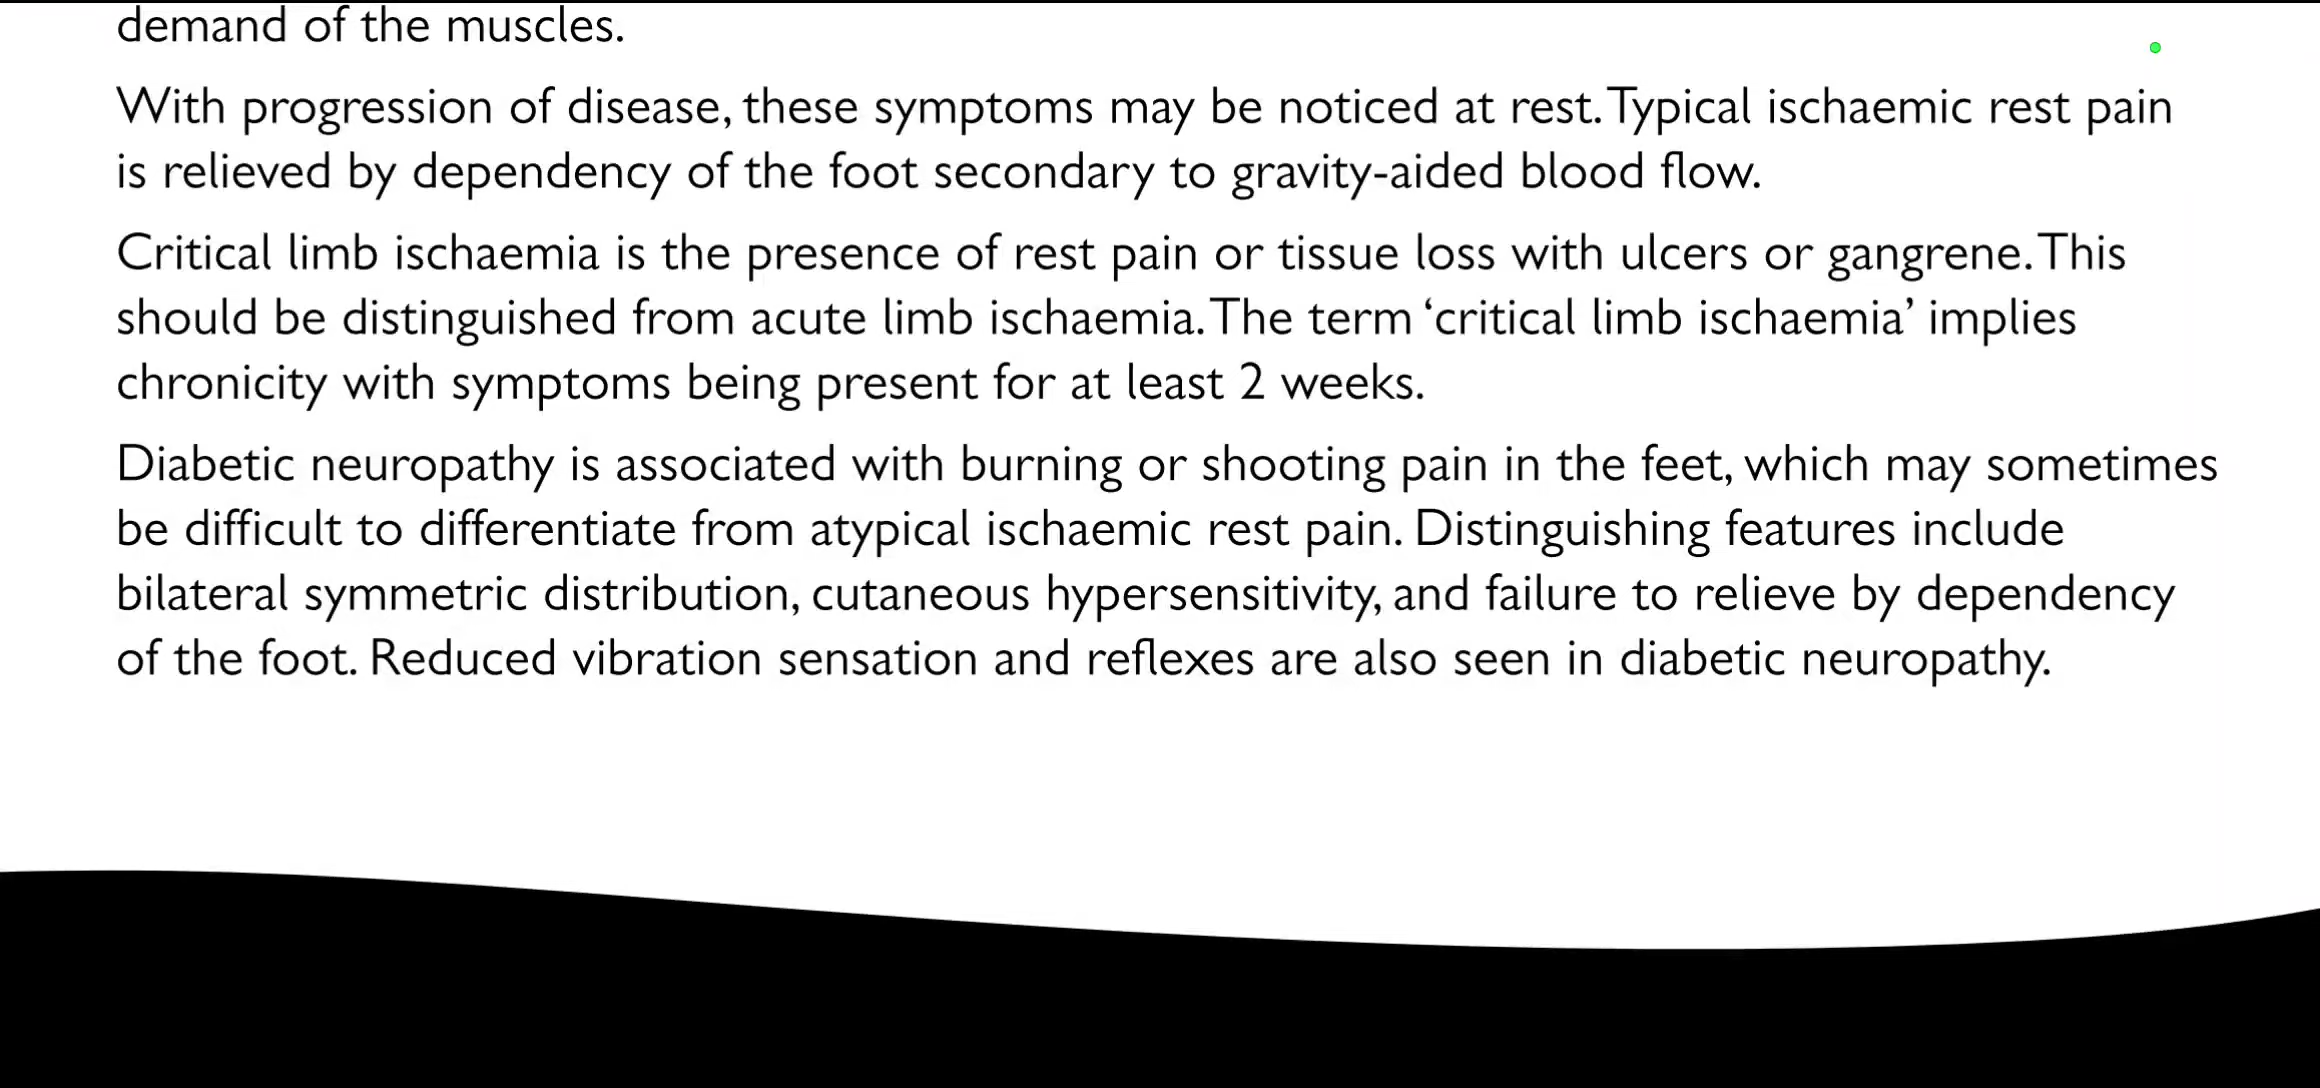 demand of the muscles.
With progression of disease, these symptoms may be noticed at rest. Typical ischaemic rest pain
is relieved by dependency of the foot secondary to gravity-aided blood flow.
Critical limb ischaemia is the presence of rest pain or tissue loss with ulcers or gangrene. This
should be distinguished from acute limb ischaemia. The term ‘critical limb ischaemia’ implies
chronicity with symptoms being present for at least 2 weeks.
Diabetic neuropathy is associated with burning or shooting pain in the feet, which may sometimes
be difficult to differentiate from atypical ischaemic rest pain. Distinguishing features include
bilateral symmetric distribution, cutaneous hypersensitivity, and failure to relieve by dependency
of the foot. Reduced vibration sensation and reflexes are also seen in diabetic neuropathy.